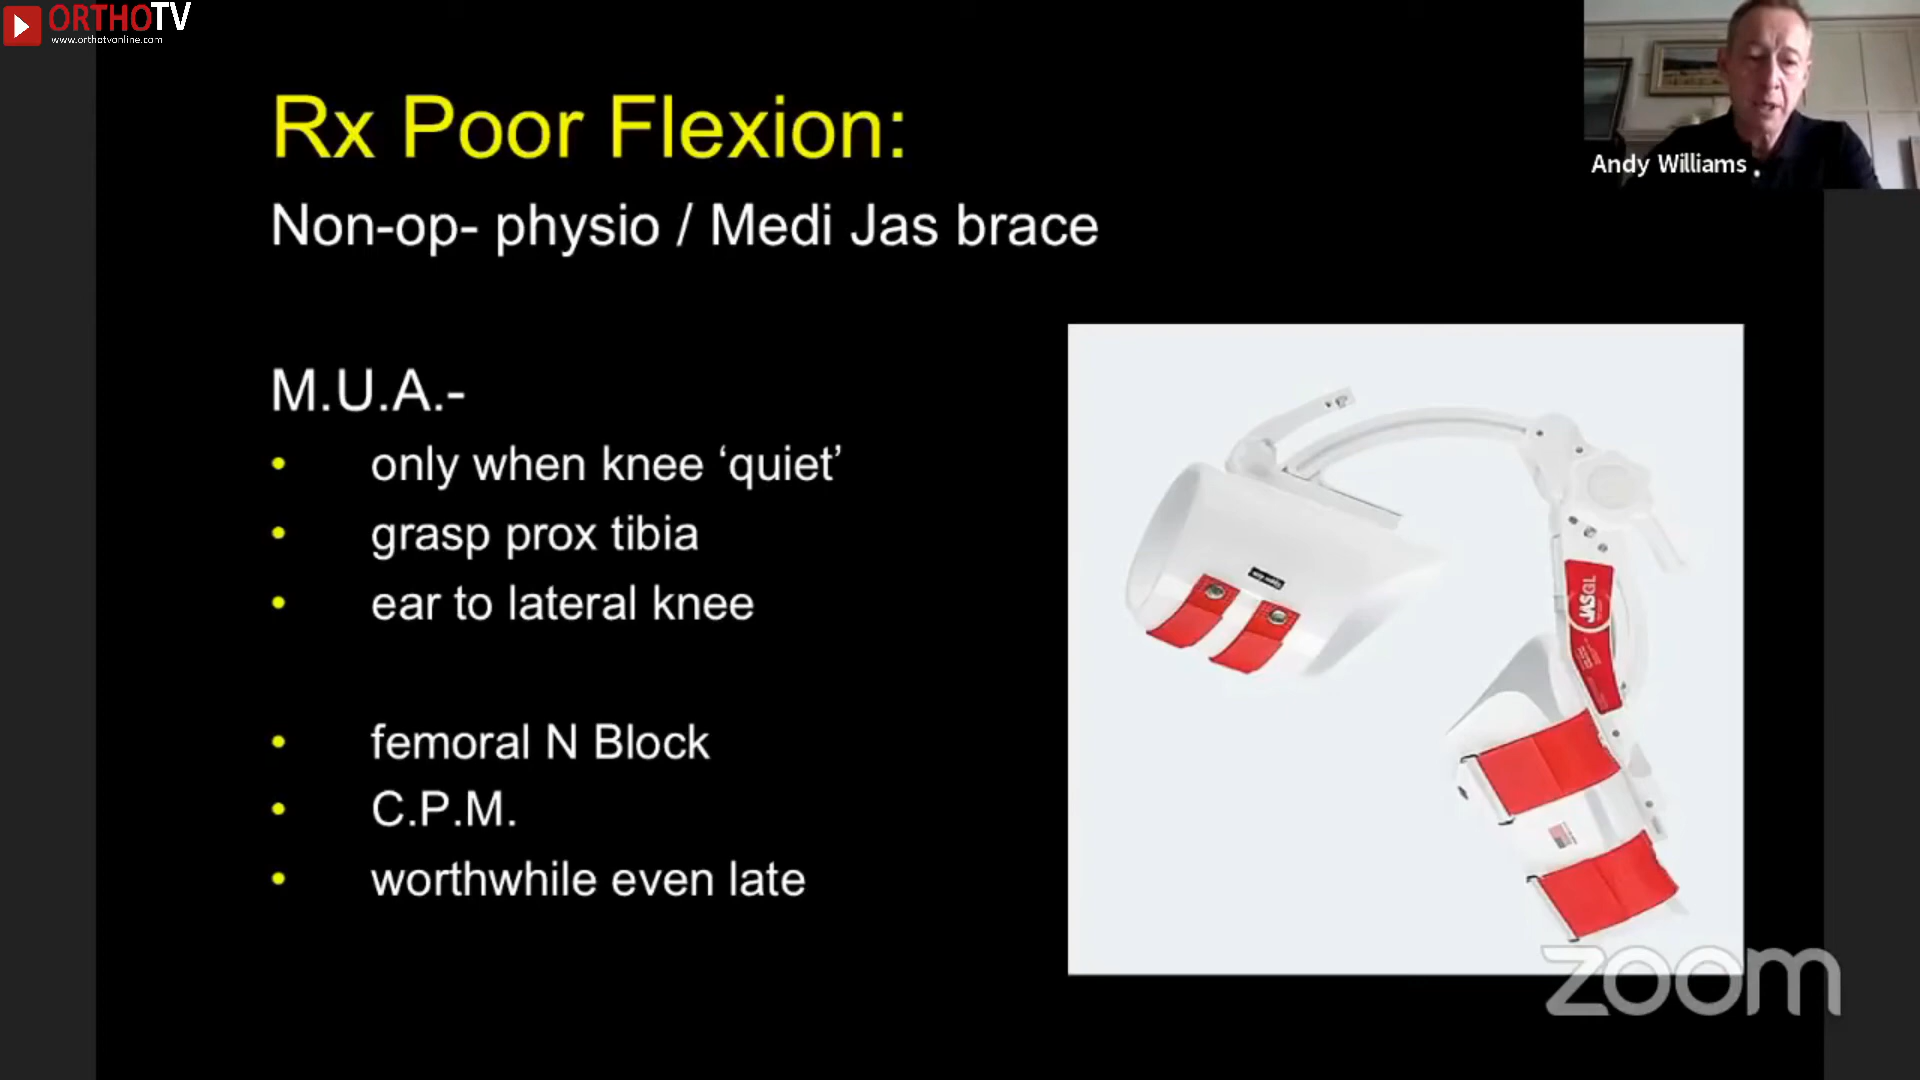 ORTHOTV
www.orthotvonline.com
Andy Williams
Rx Poor Flexion:
Non-op- physio / Medi Jas brace
M.U.A.-
• only when knee ‘quiet’
• grasp prox tibia
• ear to lateral knee
• femoral N Block
• C.P.M.
• worthwhile even late
JASGL
zoom